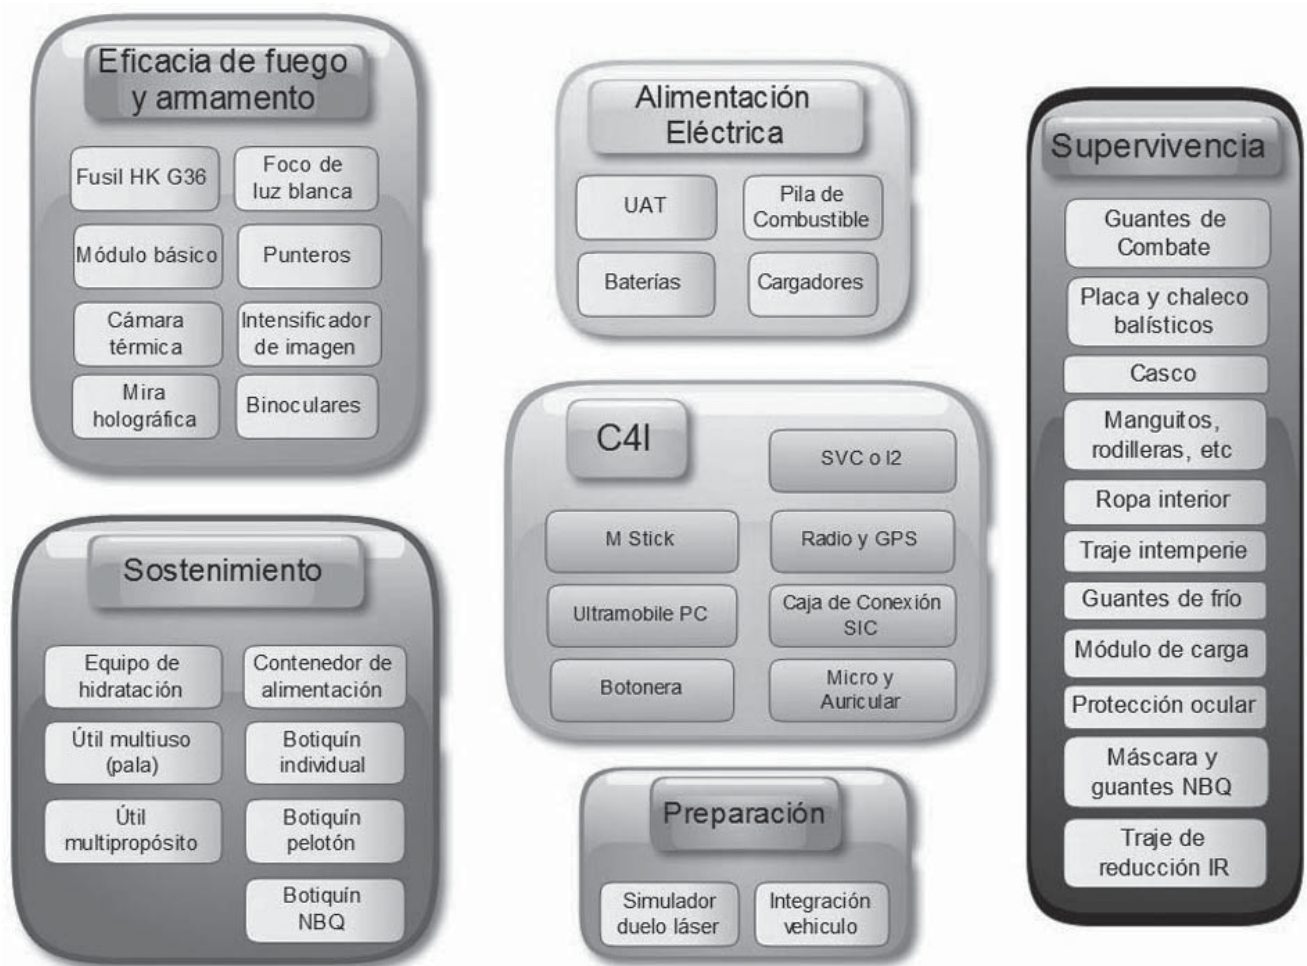 Eficacia de fuego
y armamento
Fusil HK G36
Foco de
luz blanca
Módulo básico
Punteros
Cámara
térmica
Intensificador
de imagen
Mira
holográfica
Binoculares
Alimentación
Eléctrica
UAT
Pila de
Combustible
Baterías
Cargadores
C4I
SVC o I2
M Stick
Radio y GPS
Ultramobile PC
Caja de Conexión
SIC
Botonera
Micro y
Auricular
Sostenimiento
Equipo de
hidratación
Contenedor de
alimentación
Útil multiuso
(pala)
Botiquín
individual
Útil
multipropósito
Botiquín
pelotón
Botiquín
NBQ
Preparación
Simulador
duelo láser
Integración
vehiculo
Supervivencia
Guantes de
Combate
Placa y chaleco
balísticos
Casco
Manguitos,
rodilleras, etc
Ropa interior
Traje intemperie
Guantes de frío
Módulo de carga
Protección ocular
Máscara y
guantes NBQ
Traje de
reducción IR